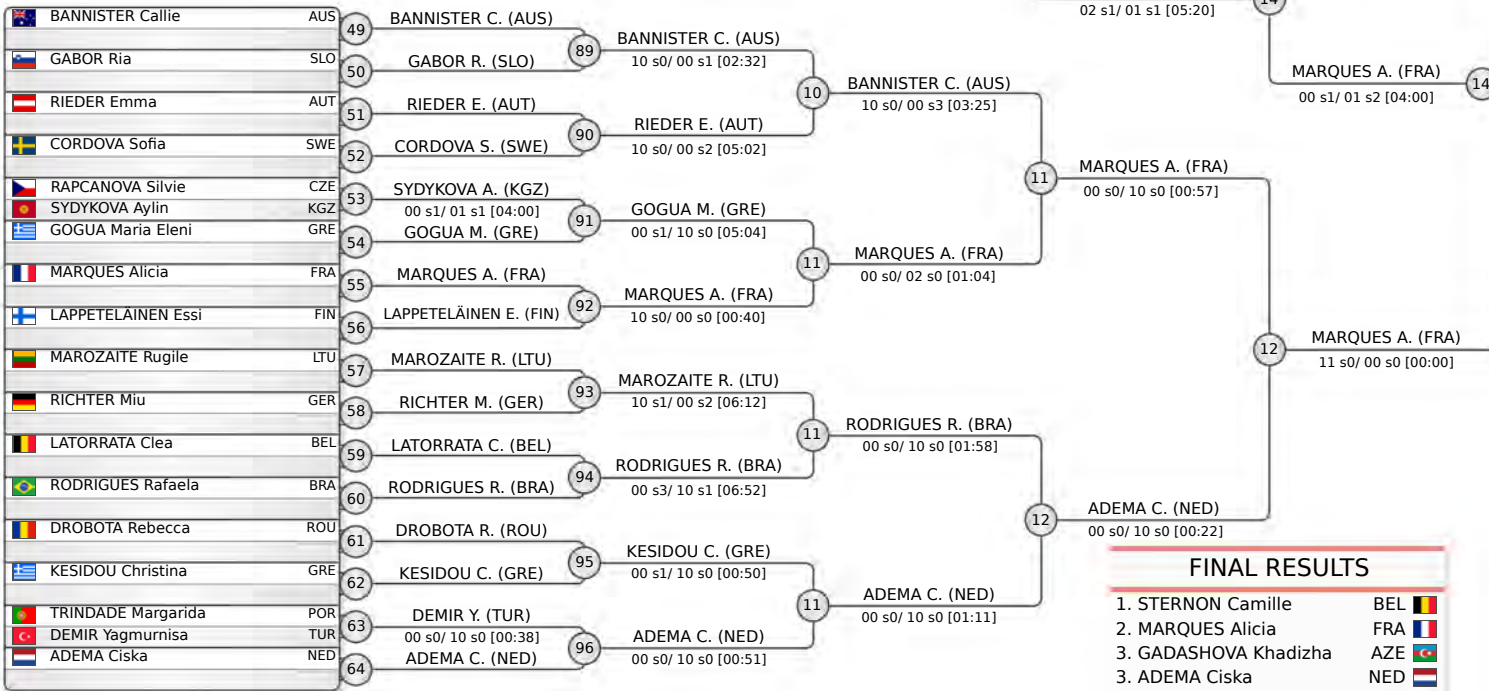 BANNISTER Callie AUS
GABOR Ria SLO
RIEDER Emma AUT
CORDOVA Sofia SWE
RAPCANOVA Silvie CZE
SYDYKOVA Aylin KGZ
GOGUA Maria Eleni GRE
MARQUES Alicia FRA
LAPPETELÄINEN Essi FIN
MAROZAITE Rugile LTU
RICHTER Miu GER
LATORRATA Clea BEL
RODRIGUES Rafaela BRA
DROBOTA Rebecca ROU
KESIDOU Christina GRE
TRINDADE Margarida POR
DEMIR Yagmurnisa TUR
ADEMA Ciska NED
49
50
51
52
53
54
55
56
57
58
59
60
61
62
63
64
BANNISTER C. (AUS)
GABOR R. (SLO)
RIEDER E. (AUT)
CORDOVA S. (SWE)
SYDYKOVA A. (KGZ)
00 s1/ 01 s1 [04:00]
GOGUA M. (GRE)
MARQUES A. (FRA)
LAPPETELÄINEN E. (FIN)
MAROZAITE R. (LTU)
RICHTER M. (GER)
LATORRATA C. (BEL)
RODRIGUES R. (BRA)
DROBOTA R. (ROU)
KESIDOU C. (GRE)
DEMIR Y. (TUR)
00 s0/ 10 s0 [00:38]
ADEMA C. (NED)
89
90
91
92
93
94
95
96
BANNISTER C. (AUS)
10 s0/ 00 s1 [02:32]
RIEDER E. (AUT)
10 s0/ 00 s2 [05:02]
GOGUA M. (GRE)
00 s1/ 10 s0 [05:04]
MARQUES A. (FRA)
10 s0/ 00 s0 [00:40]
MAROZAITE R. (LTU)
10 s1/ 00 s2 [06:12]
RODRIGUES R. (BRA)
00 s3/ 10 s1 [06:52]
KESIDOU C. (GRE)
00 s1/ 10 s0 [00:50]
ADEMA C. (NED)
00 s0/ 10 s0 [00:51]
10
11
11
11
BANNISTER C. (AUS)
10 s0/ 00 s3 [03:25]
MARQUES A. (FRA)
00 s0/ 02 s0 [01:04]
RODRIGUES R. (BRA)
00 s0/ 10 s0 [01:58]
ADEMA C. (NED)
00 s0/ 10 s0 [01:11]
11
12
02 s1/ 01 s1 [05:20]
MARQUES A. (FRA)
00 s0/ 10 s0 [00:57]
ADEMA C. (NED)
00 s0/ 10 s0 [00:22]
14
12
MARQUES A. (FRA)
00 s1/ 01 s2 [04:00]
14
MARQUES A. (FRA)
11 s0/ 00 s0 [00:00]
FINAL RESULTS
1. STERNON Camille BEL
2. MARQUES Alicia FRA
3. GADASHOVA Khadizha AZE
3. ADEMA Ciska NED